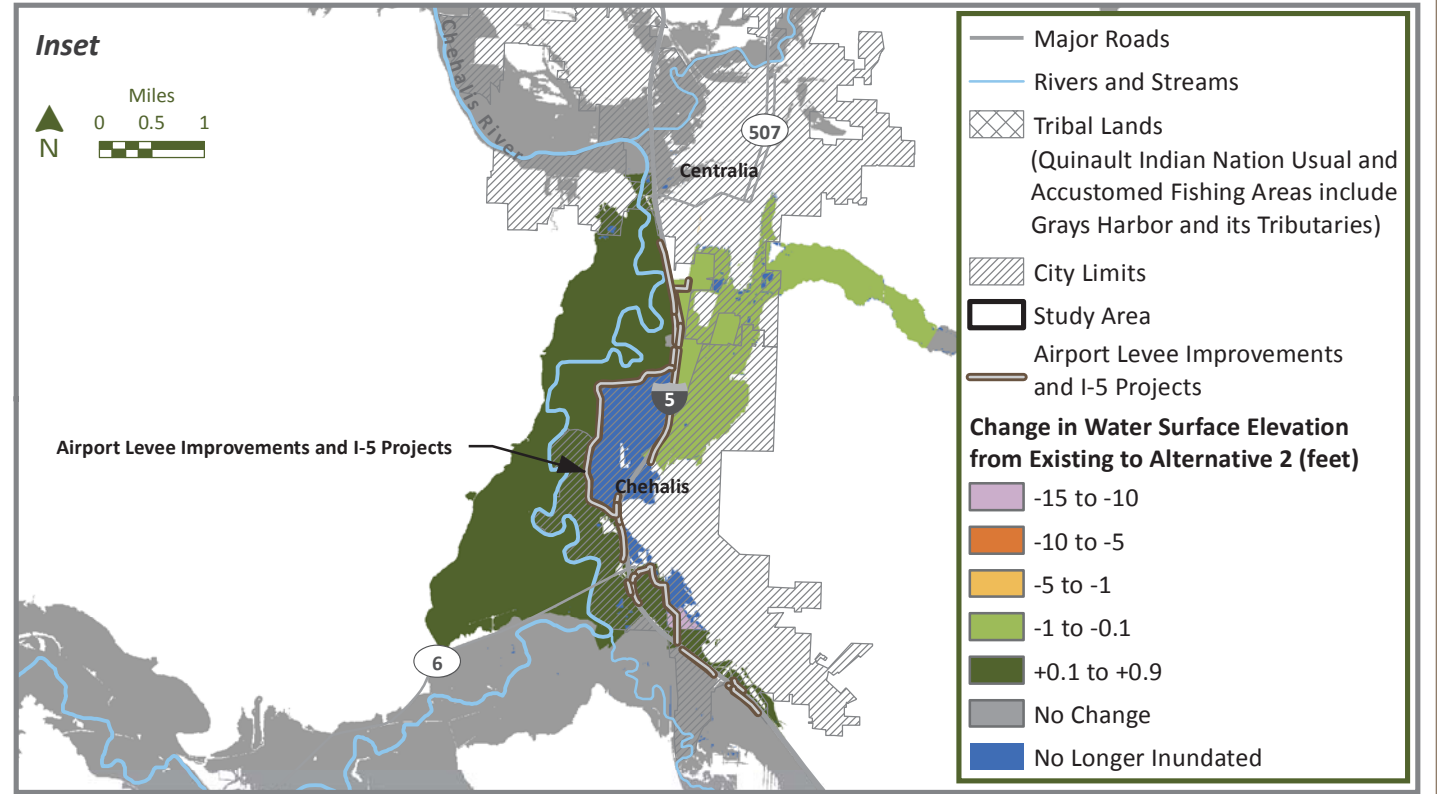 Inset
Miles
0 0.5 1
N
Chehalis River
507
Centralia
5
Airport Levee Improvements and I-5 Projects
Chehalis
6
Major Roads
Rivers and Streams
Tribal Lands
(Quinault Indian Nation Usual and
Accustomed Fishing Areas include
Grays Harbor and its Tributaries)
City Limits
Study Area
Airport Levee Improvements
and I-5 Projects
Change in Water Surface Elevation
from Existing to Alternative 2 (feet)
-15 to -10
-10 to -5
-5 to -1
-1 to -0.1
+0.1 to +0.9
No Change
No Longer Inundated